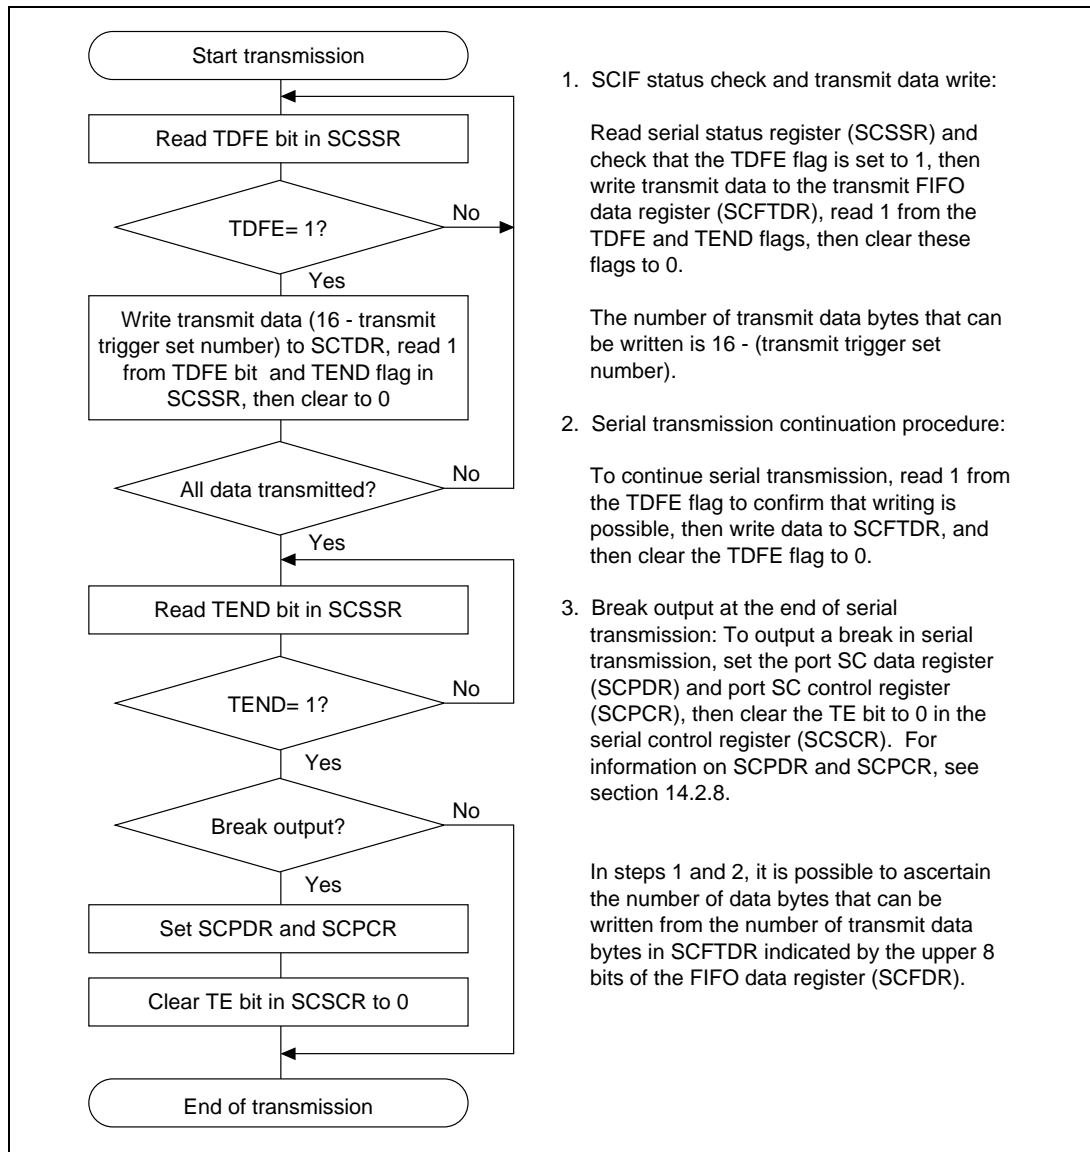 Start transmission
Read TDFE bit in SCSSR
TDFE= 1?
No
Yes
Write transmit data (16 - transmit
trigger set number) to SCTDR, read 1
from TDFE bit  and TEND flag in
SCSSR, then clear to 0
All data transmitted?
No
Yes
Read TEND bit in SCSSR
TEND= 1?
No
Yes
Break output?
No
Yes
Set SCPDR and SCPCR
Clear TE bit in SCSCR to 0
End of transmission
1. SCIF status check and transmit data write:
Read serial status register (SCSSR) and
check that the TDFE flag is set to 1, then
write transmit data to the transmit FIFO
data register (SCFTDR), read 1 from the
TDFE and TEND flags, then clear these
flags to 0.
The number of transmit data bytes that can
be written is 16 - (transmit trigger set
number).
2. Serial transmission continuation procedure:
To continue serial transmission, read 1 from
the TDFE flag to confirm that writing is
possible, then write data to SCFTDR, and
then clear the TDFE flag to 0.
3. Break output at the end of serial
transmission: To output a break in serial
transmission, set the port SC data register
(SCPDR) and port SC control register
(SCPCR), then clear the TE bit to 0 in the
serial control register (SCSCR).  For
information on SCPDR and SCPCR, see
section 14.2.8.
In steps 1 and 2, it is possible to ascertain
the number of data bytes that can be
written from the number of transmit data
bytes in SCFTDR indicated by the upper 8
bits of the FIFO data register (SCFDR).